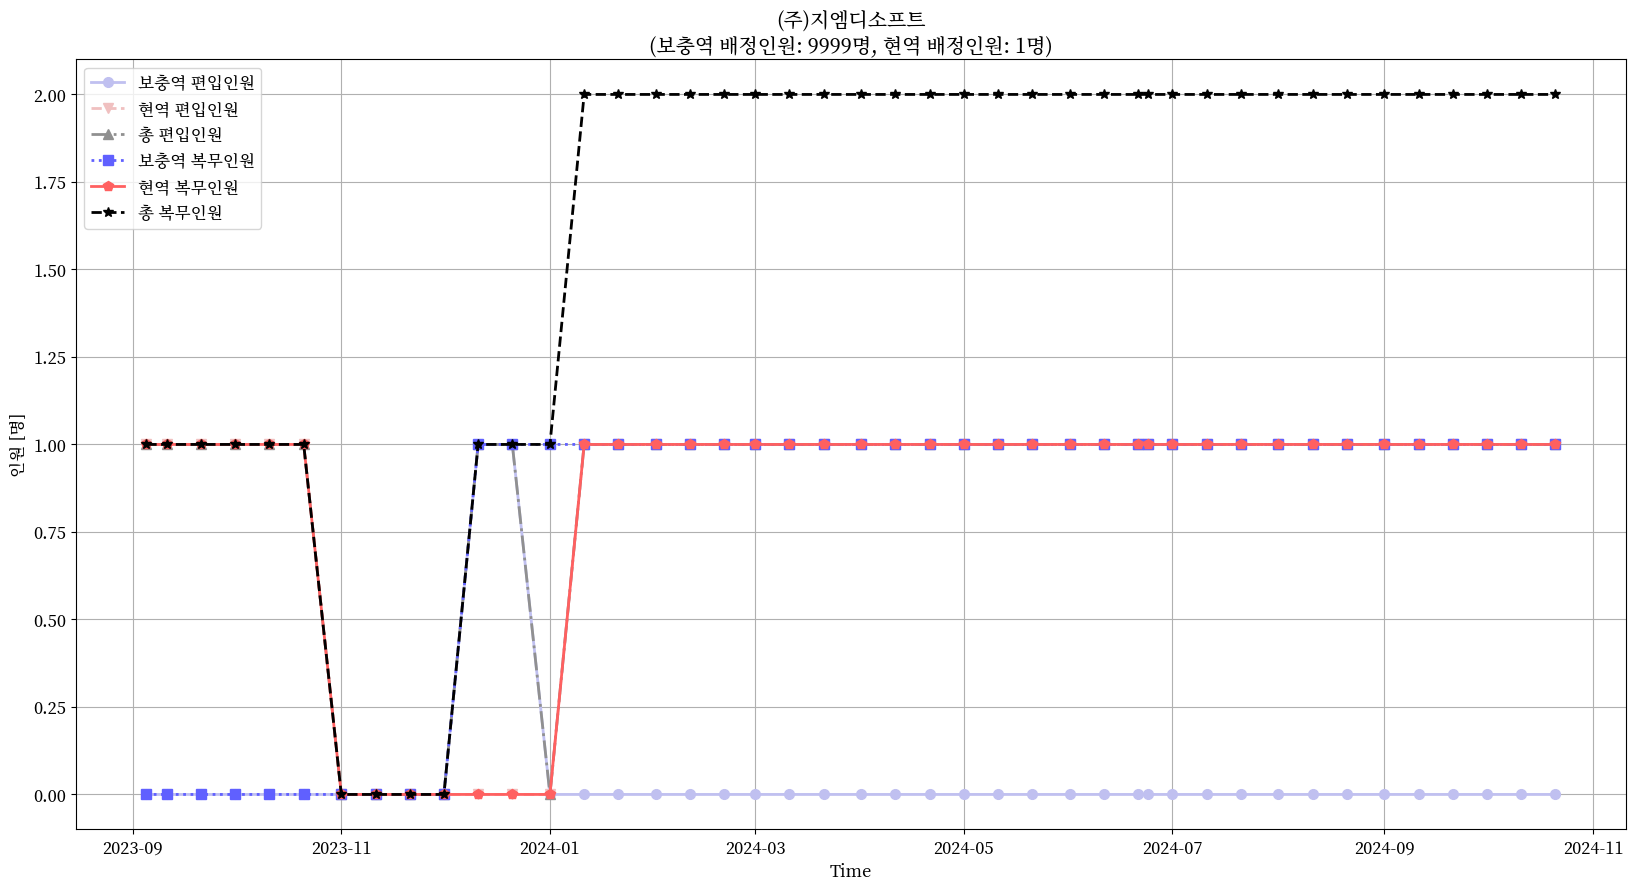 (주)지엠디소프트
(보충역 배정인원: 9999명, 현역 배정인원: 1명)
보충역 편입인원
현역 편입인원
총 편입인원
보충역 복무인원
현역 복무인원
총 복무인원
인원 [명]
2.00
1.75
1.50
1.25
1.00
0.75
0.50
0.25
0.00
2023-09 2023-11 2024-01 2024-03 2024-05 2024-07 2024-09 2024-11
Time